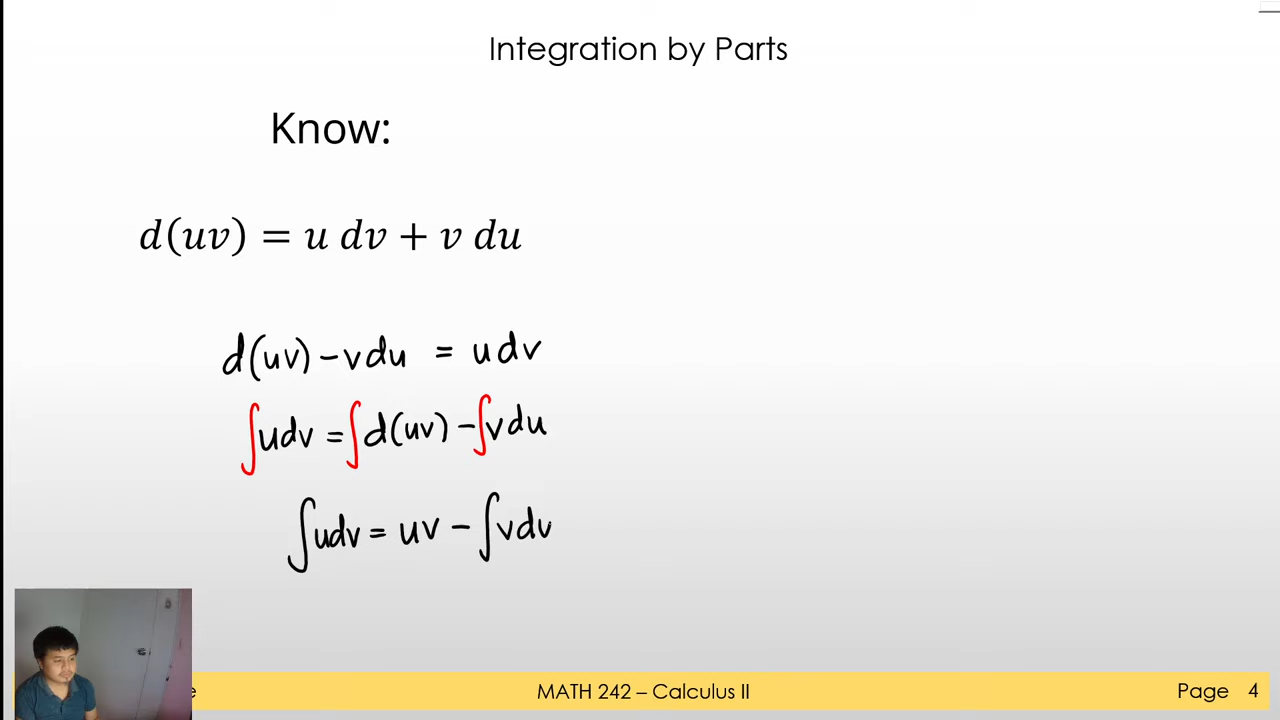 Integration by Parts
Know:
d(uv) = u dv + v du
d(uv) − vdu = udv
∫udv = ∫d(uv) − ∫vdu
∫udv = uv − ∫vdv
MATH 242 – Calculus II
Page 4